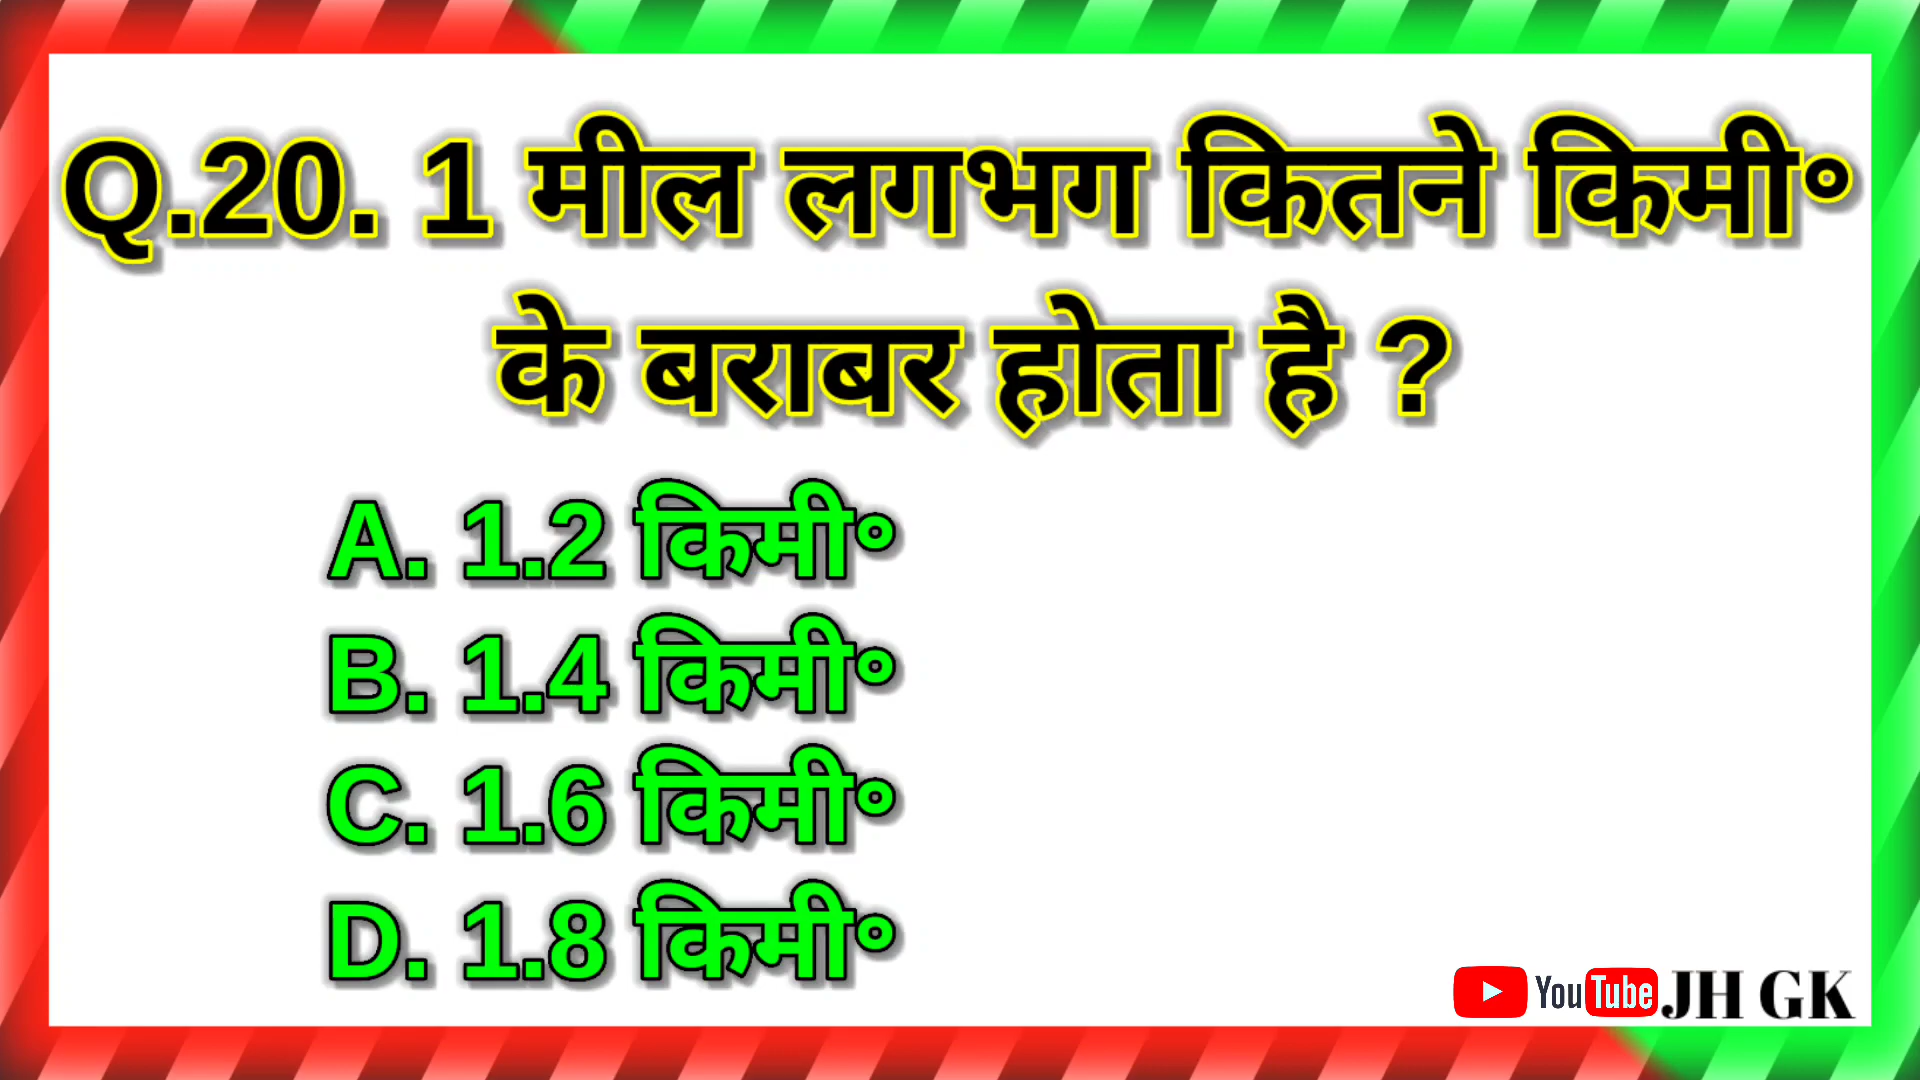 Q.20. 1 मील लगभग कितने किमी॰
के बराबर होता है ?
A. 1.2 किमी॰
B. 1.4 किमी॰
C. 1.6 किमी॰
D. 1.8 किमी॰
YouTube JH GK